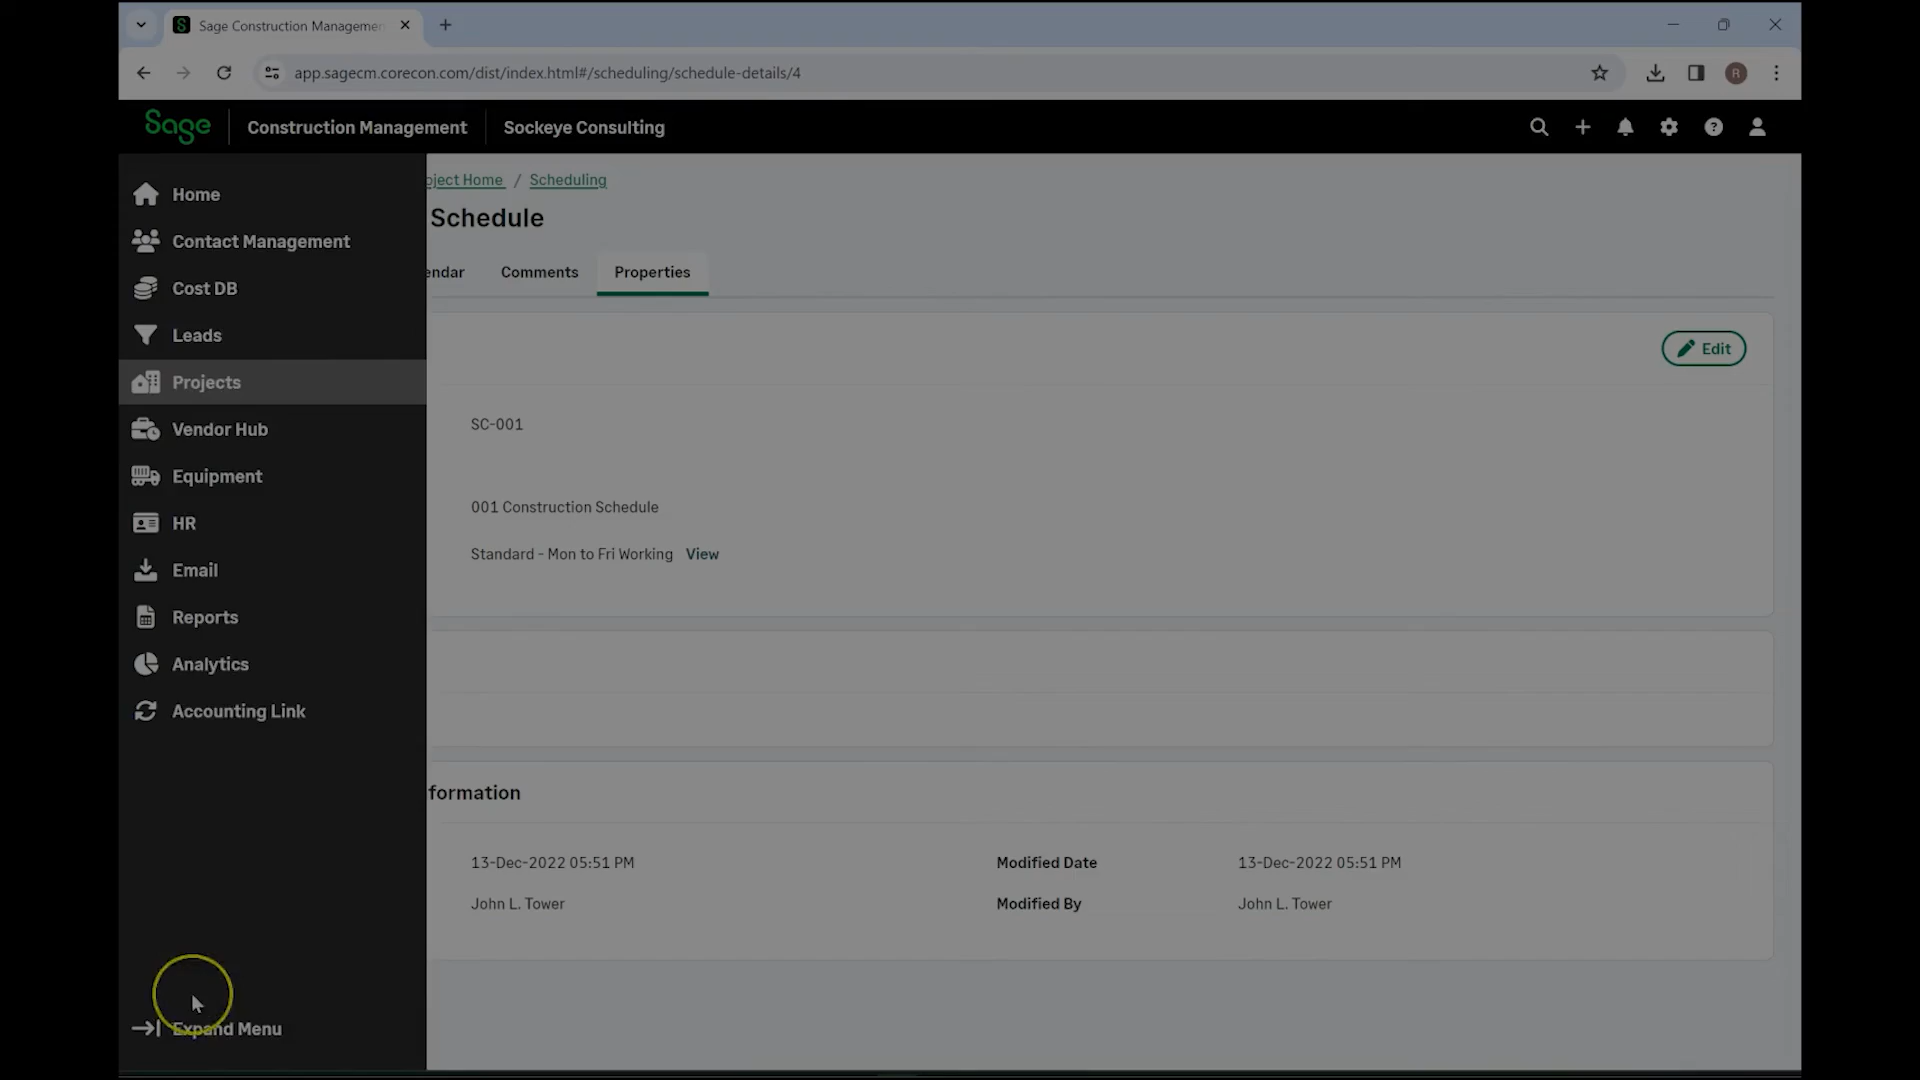 Sage Construction Managemen
app.sagecm.corecon.com/dist/index.html#/scheduling/schedule-details/4
R
Sage
Construction Management
Sockeye Consulting
Home
Contact Management
Cost DB
Leads
Projects
Vendor Hub
Equipment
HR
Email
Reports
Analytics
Accounting Link
Expand Menu
oject Home / Scheduling
Schedule
endar
Comments
Properties
Edit
SC-001
001 Construction Schedule
Standard - Mon to Fri Working View
formation
13-Dec-2022 05:51 PM
Modified Date
13-Dec-2022 05:51 PM
John L. Tower
Modified By
John L. Tower